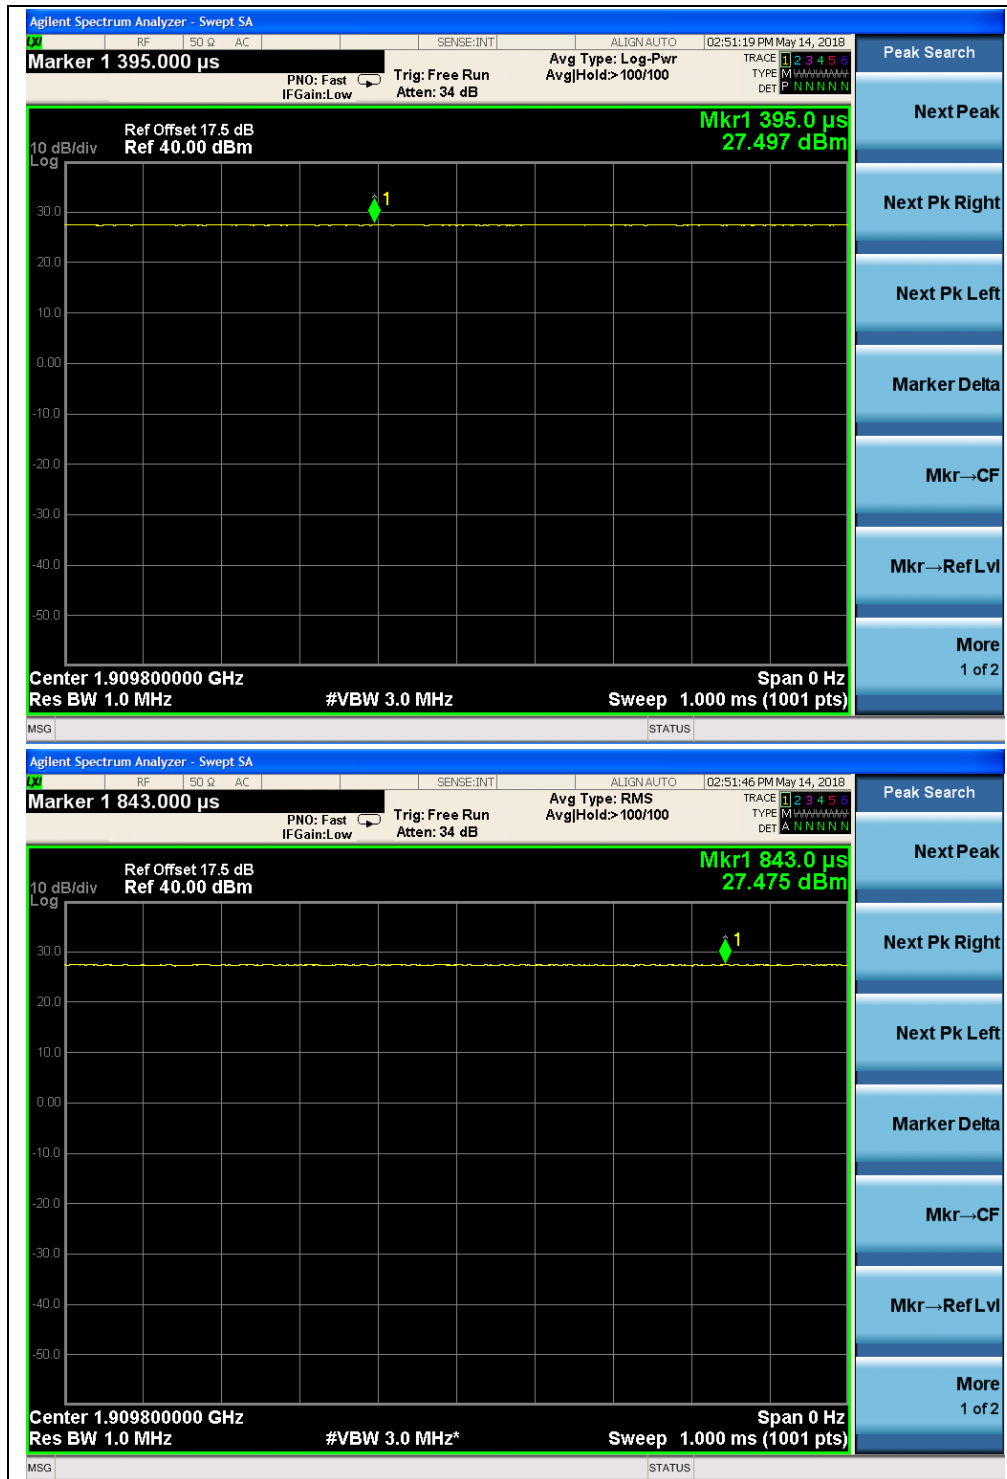 Agilent Spectrum Analyzer - Swept SA
LXI RF 50 Ω AC SENSE:INT ALIGN AUTO 02:51:19 PM May 14, 2018
Marker 1 395.000 µs
PNO: Fast
IFGain:Low
Trig: Free Run
Atten: 34 dB
Avg Type: Log-Pwr
Avg|Hold:>100/100
TRACE 1 2 3 4 5 6
TYPE M WWWWWW
DET P N N N N N
Ref Offset 17.5 dB
10 dB/div Ref 40.00 dBm
Log
Mkr1 395.0 µs
27.497 dBm
1
30.0
20.0
10.0
0.00
-10.0
-20.0
-30.0
-40.0
-50.0
Center 1.909800000 GHz Span 0 Hz
Res BW 1.0 MHz #VBW 3.0 MHz Sweep 1.000 ms (1001 pts)
MSG STATUS
Peak Search
Next Peak
Next Pk Right
Next Pk Left
Marker Delta
Mkr→CF
Mkr→Ref Lvl
More
1 of 2
Agilent Spectrum Analyzer - Swept SA
LXI RF 50 Ω AC SENSE:INT ALIGN AUTO 02:51:46 PM May 14, 2018
Marker 1 843.000 µs
PNO: Fast
IFGain:Low
Trig: Free Run
Atten: 34 dB
Avg Type: RMS
Avg|Hold:>100/100
TRACE 1 2 3 4 5 6
TYPE M WWWWWW
DET A N N N N N
Ref Offset 17.5 dB
10 dB/div Ref 40.00 dBm
Log
Mkr1 843.0 µs
27.475 dBm
1
30.0
20.0
10.0
0.00
-10.0
-20.0
-30.0
-40.0
-50.0
Center 1.909800000 GHz Span 0 Hz
Res BW 1.0 MHz #VBW 3.0 MHz* Sweep 1.000 ms (1001 pts)
MSG STATUS
Peak Search
Next Peak
Next Pk Right
Next Pk Left
Marker Delta
Mkr→CF
Mkr→Ref Lvl
More
1 of 2